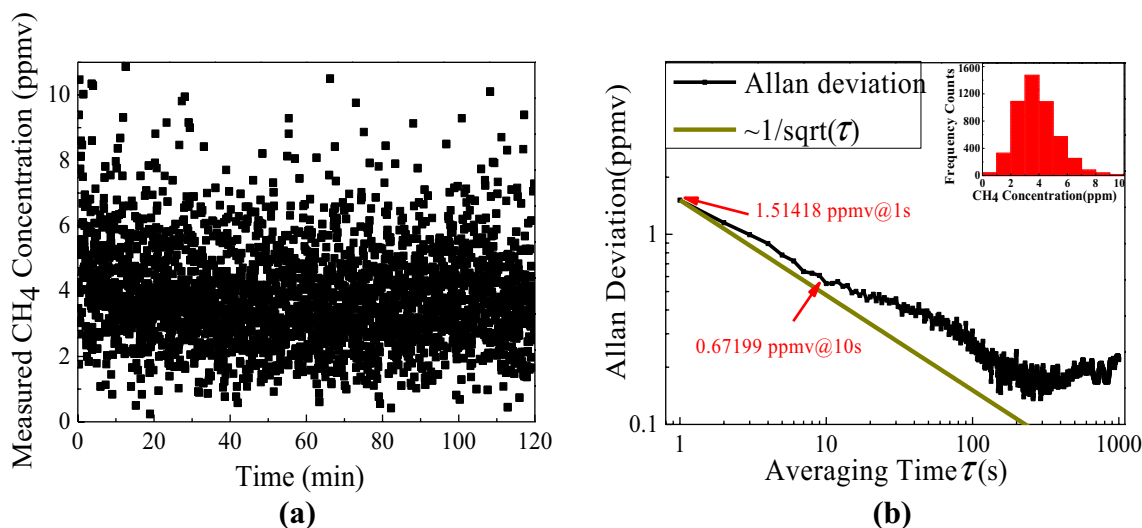 Measured CH4 Concentration (ppmv)
10
8
6
4
2
0
0 20 40 60 80 100 120
Time (min)
(a)
Allan Deviation(ppmv)
1
0.1
Allan deviation
~1/sqrt(τ)
1.51418 ppmv@1s
0.67199 ppmv@10s
Frequency Counts
1600
1200
800
400
0
0 2 4 6 8 10
CH4 Concentration(ppm)
1 10 100 1000
Averaging Time τ(s)
(b)